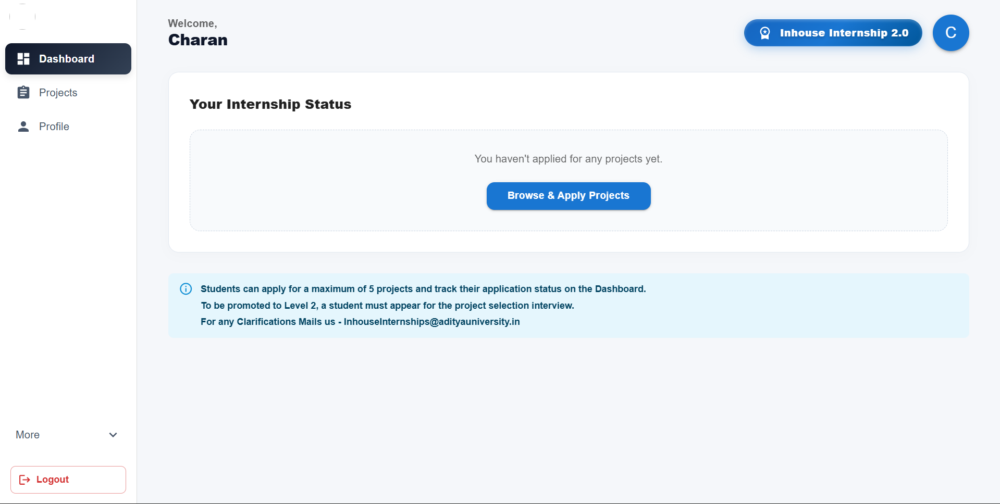 Welcome,
Charan
Inhouse Internship 2.0
C
Dashboard
Projects
Profile
Your Internship Status
You haven't applied for any projects yet.
Browse & Apply Projects
Students can apply for a maximum of 5 projects and track their application status on the Dashboard.
To be promoted to Level 2, a student must appear for the project selection interview.
For any Clarifications Mails us - InhouseInternships@adityauniversity.in
More
Logout